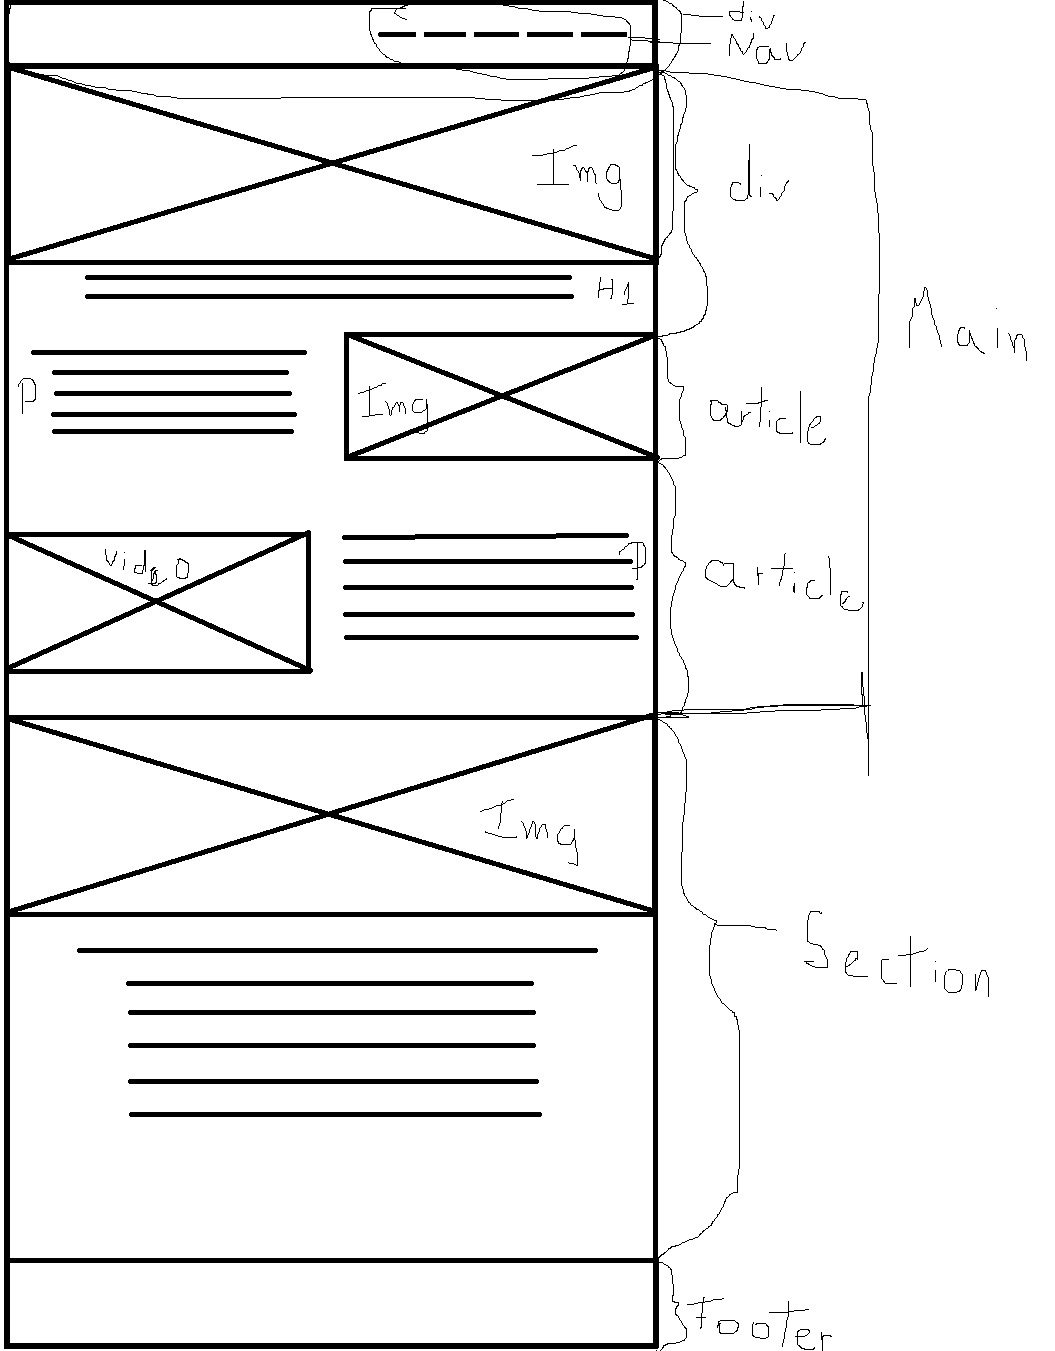 div
Nav
Img
div
H1
Main
P
Img
article
video
P
article
Img
Section
Footer